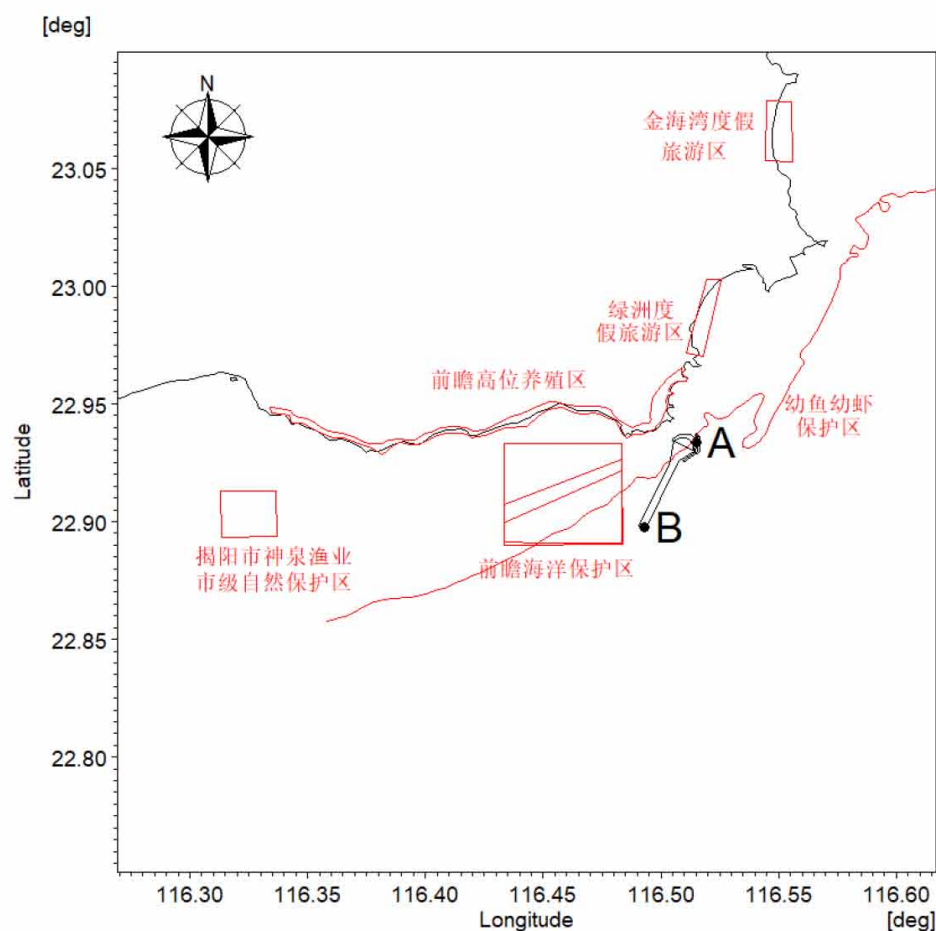 [deg]
N
金海湾度假
旅游区
23.05
23.00
绿洲度
假旅游区
前瞻高位养殖区
22.95
幼鱼幼虾
保护区
A
Latitude
22.90
B
揭阳市神泉渔业
市级自然保护区
前瞻海洋保护区
22.85
22.80
116.30
116.35
116.40
116.45
116.50
116.55
116.60
Longitude
[deg]